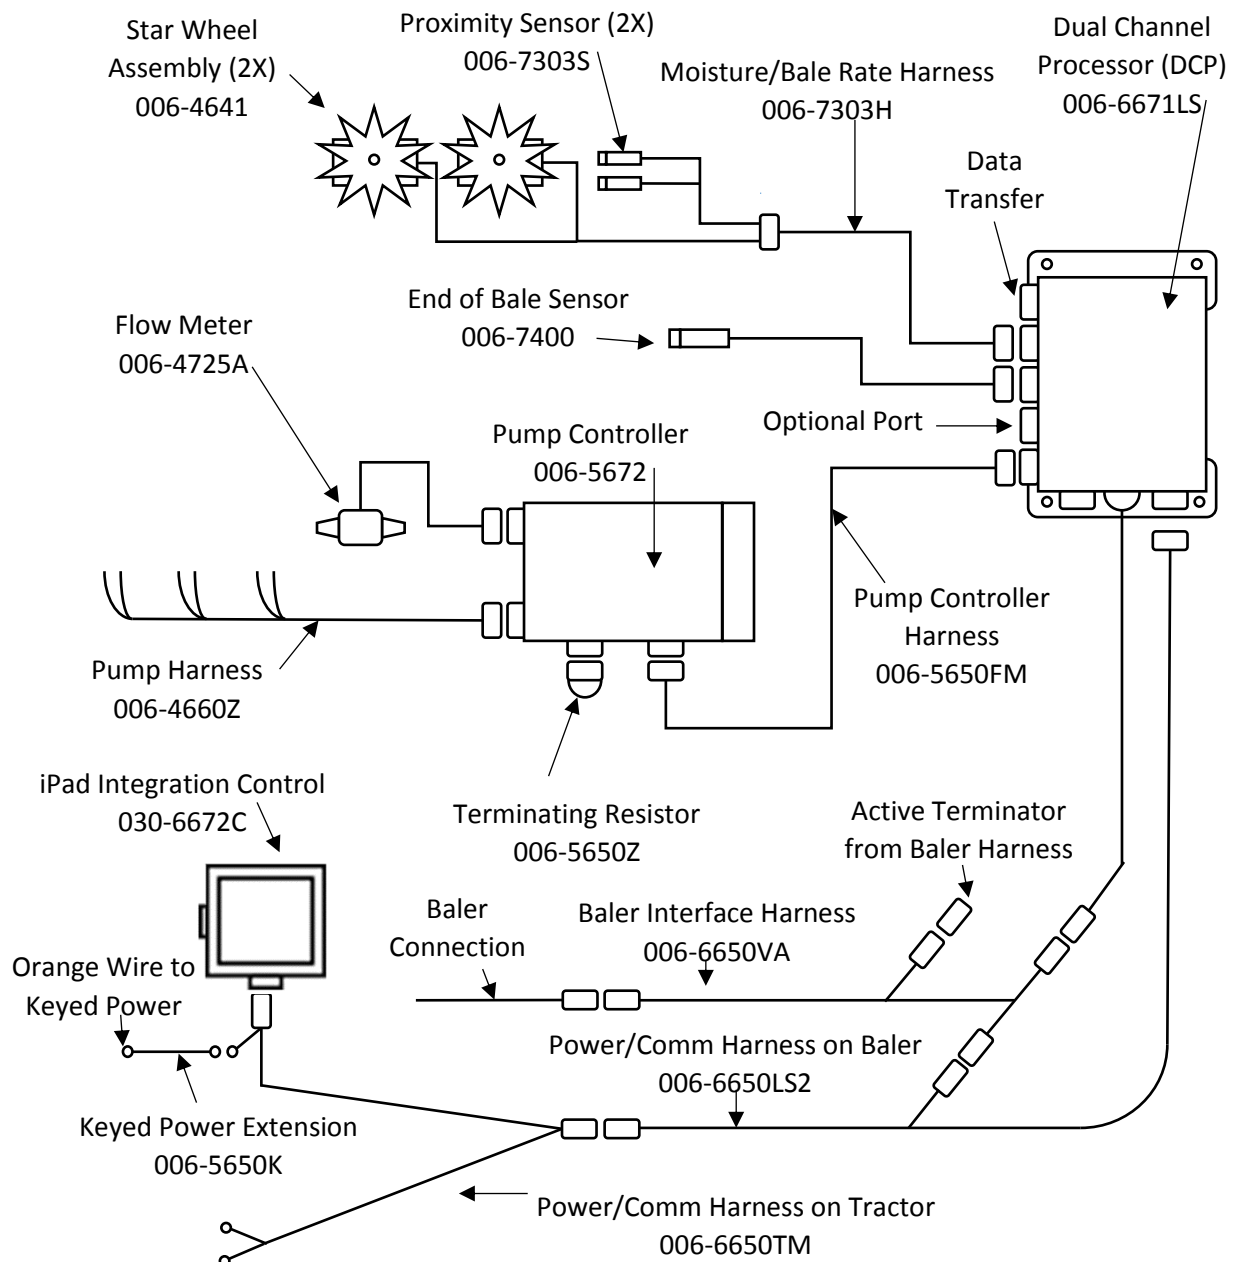 Star Wheel
Assembly (2X)
006-4641
Proximity Sensor (2X)
006-7303S
Moisture/Bale Rate Harness
006-7303H
Dual Channel
Processor (DCP)
006-6671LS
Data
Transfer
End of Bale Sensor
006-7400
Flow Meter
006-4725A
Optional Port
Pump Controller
006-5672
Pump Controller
Harness
006-5650FM
Pump Harness
006-4660Z
iPad Integration Control
030-6672C
Terminating Resistor
006-5650Z
Active Terminator
from Baler Harness
Baler
Connection
Baler Interface Harness
006-6650VA
Orange Wire to
Keyed Power
Power/Comm Harness on Baler
006-6650LS2
Keyed Power Extension
006-5650K
Power/Comm Harness on Tractor
006-6650TM